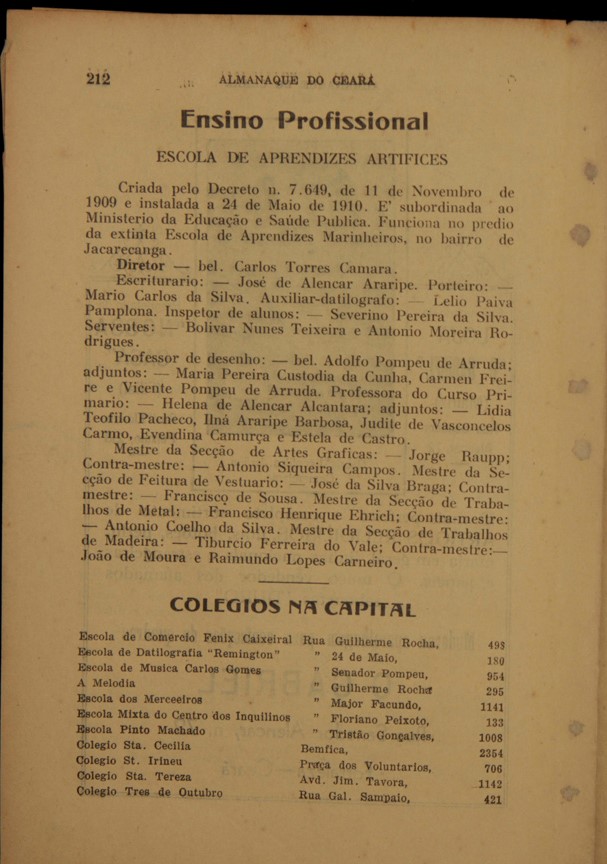 212
ALMANAQUE DO CEARÁ
Ensino Profissional
ESCOLA DE APRENDIZES ARTIFICES
Criada pelo Decreto n. 7.649, de 11 de Novembro de
1909 e instalada a 24 de Maio de 1910. E' subordinada ao
Ministerio da Educação e Saúde Publica. Funciona no predio
da extinta Escola de Aprendizes Marinheiros, no bairro de
Jacarecanga.
Diretor — bel. Carlos Torres Camara.
Escriturario: — José de Alencar Araripe. Porteiro: —
Mario Carlos da Silva. Auxiliar-datilografo: — Lelio Paiva
Pamplona. Inspetor de alunos: — Severino Pereira da Silva.
Serventes: — Bolivar Nunes Teixeira e Antonio Moreira Ro-
drigues.
Professor de desenho: — bel. Adolfo Pompeu de Arruda;
adjuntos: — Maria Pereira Custodia da Cunha, Carmen Frei-
re e Vicente Pompeu de Arruda. Professora do Curso Pri-
mario: — Helena de Alencar Alcantara; adjuntos: — Lidia
Teofilo Pacheco, Ilná Araripe Barbosa, Judite de Vasconcelos
Carmo, Evendina Camurça e Estela de Castro.
Mestre da Secção de Artes Graficas: — Jorge Raupp;
Contra-mestre: — Antonio Siqueira Campos. Mestre da Se-
cção de Feitura de Vestuario: — José da Silva Braga; Contra-
mestre: — Francisco de Sousa. Mestre da Secção de Traba-
lhos de Metal: — Francisco Henrique Ehrich; Contra-mestre:
— Antonio Coelho da Silva. Mestre da Secção de Trabalhos
de Madeira: — Tiburcio Ferreira do Vale; Contra-mestre:—
João de Moura e Raimundo Lopes Carneiro.
COLEGIOS NA CAPITAL
Escola de Comércio Fenix Caixeiral Rua Guilherme Rocha, 493
Escola de Datilografia "Remington" " 24 de Maio, 180
Escola de Musica Carlos Gomes " Senador Pompeu, 954
A Melodia " Guilherme Rocha 295
Escola dos Merceeiros " Major Facundo, 1141
Escola Mixta do Centro dos Inquilinos " Floriano Peixoto, 133
Escola Pinto Machado " Tristão Gonçalves, 1008
Colegio Sta. Cecilia Bemfica, 2354
Colegio St. Irineu Praça dos Voluntarios, 706
Colegio Sta. Tereza Avd. Jim. Tavora, 1142
Colegio Tres de Outubro Rua Gal. Sampaio, 421